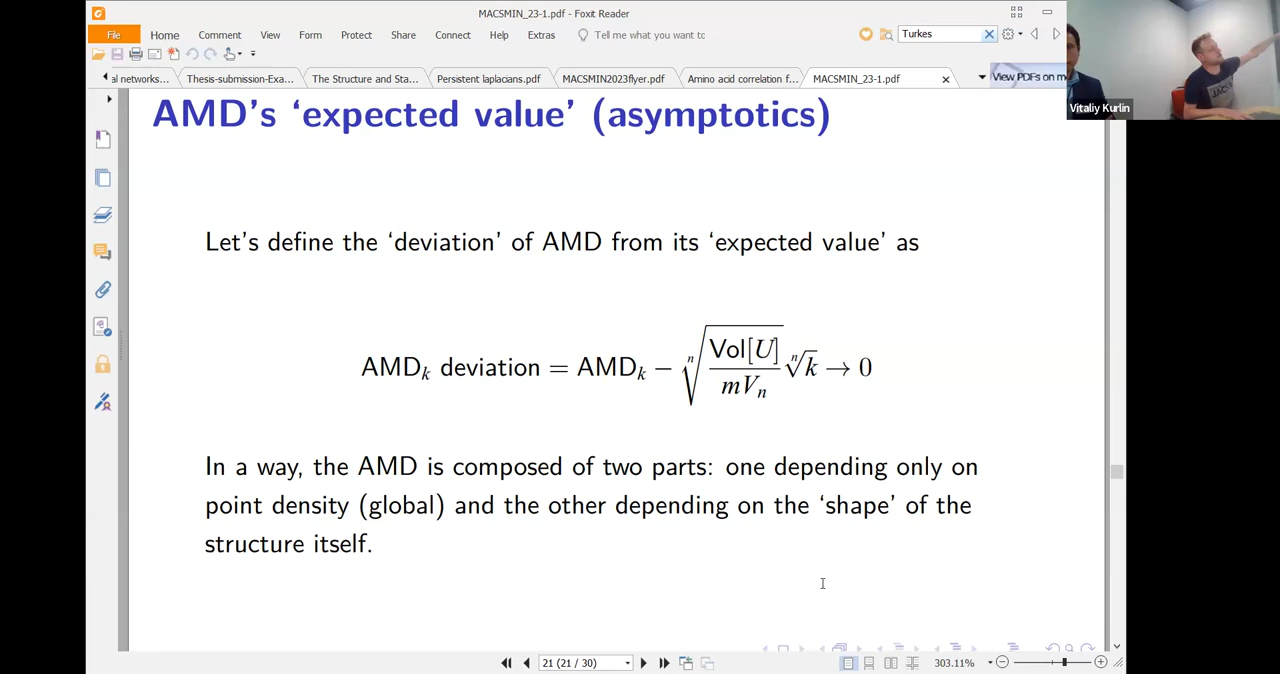 MACSMIN_23-1.pdf - Foxit Reader
File Home Comment View Form Protect Share Connect Help Extras Tell me what you want to Turkes
al networks... Thesis-submission-Exa... The Structure and Sta... Persistent laplacians.pdf MACSMIN2023flyer.pdf Amino acid correlation f... MACSMIN_23-1.pdf View PDFs on m
Vitaliy Kurlin
AMD's ‘expected value’ (asymptotics)
Let's define the ‘deviation’ of AMD from its ‘expected value’ as
AMD_k deviation = AMD_k − \sqrt[n]{\frac{Vol[U]}{mV_n}} \sqrt[n]{k} → 0
In a way, the AMD is composed of two parts: one depending only on
point density (global) and the other depending on the ‘shape’ of the
structure itself.
21 (21 / 30) 303.11%